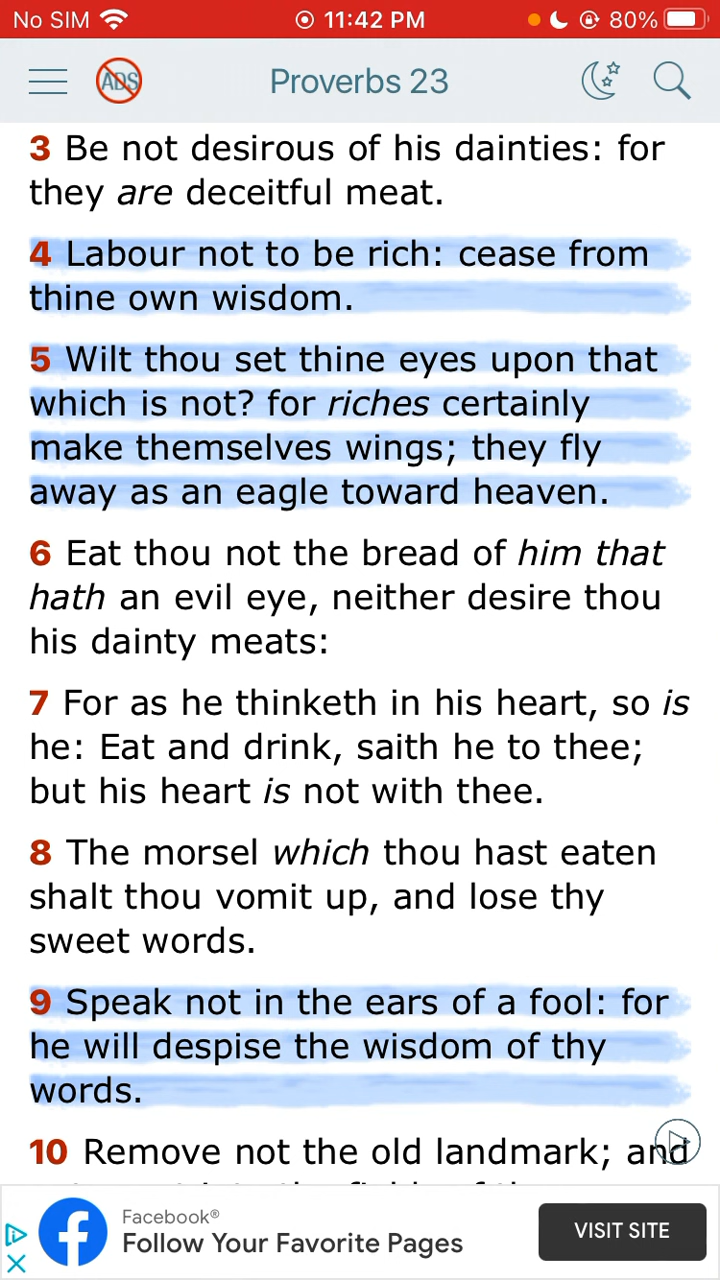 No SIM 11:42 PM 80%
ADS Proverbs 23
3 Be not desirous of his dainties: for
they are deceitful meat.
4 Labour not to be rich: cease from
thine own wisdom.
5 Wilt thou set thine eyes upon that
which is not? for riches certainly
make themselves wings; they fly
away as an eagle toward heaven.
6 Eat thou not the bread of him that
hath an evil eye, neither desire thou
his dainty meats:
7 For as he thinketh in his heart, so is
he: Eat and drink, saith he to thee;
but his heart is not with thee.
8 The morsel which thou hast eaten
shalt thou vomit up, and lose thy
sweet words.
9 Speak not in the ears of a fool: for
he will despise the wisdom of thy
words.
10 Remove not the old landmark; and
Facebook®
Follow Your Favorite Pages
VISIT SITE